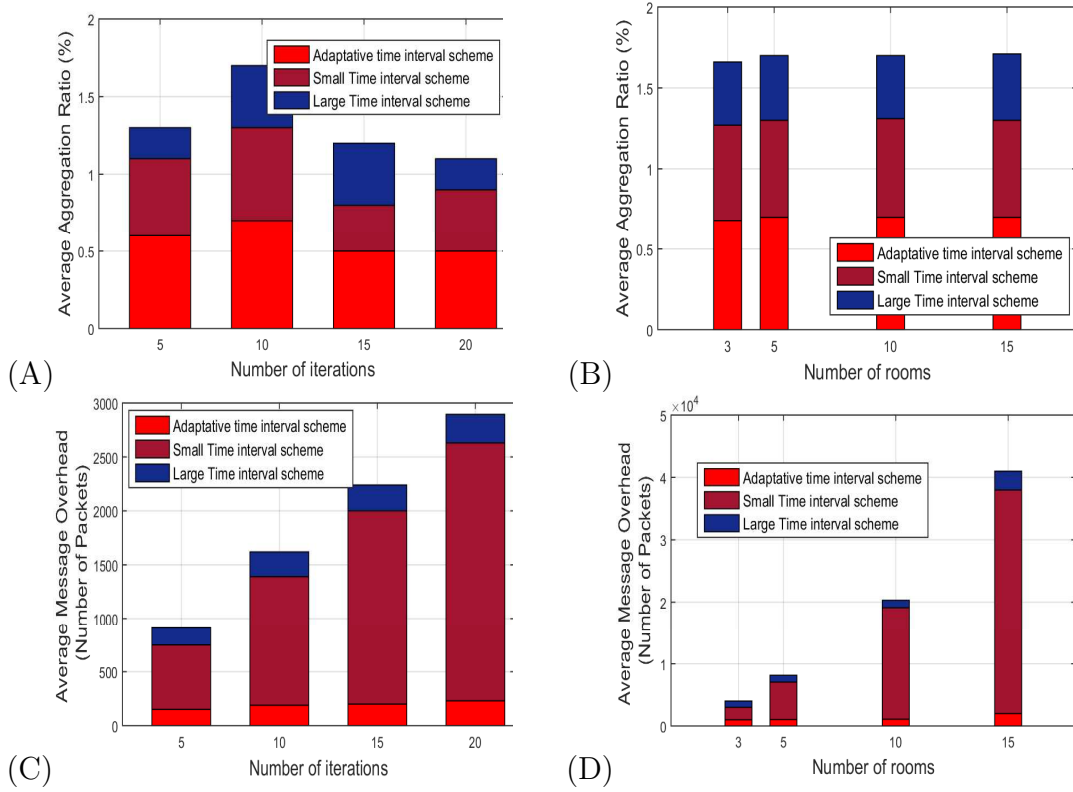 2
1.5
1
0.5
0
Average Aggregation Ratio (%)
Adaptative time interval scheme
Small Time interval scheme
Large Time interval scheme
5
10
15
20
Number of iterations
(A)
2
1.5
1
0.5
0
Average Aggregation Ratio (%)
Adaptative time interval scheme
Small Time interval scheme
Large Time interval scheme
3
5
10
15
Number of rooms
(B)
3000
2500
2000
1500
1000
500
0
Average Message Overhead
(Number of Packets)
Adaptative time interval scheme
Small Time interval scheme
Large Time interval scheme
5
10
15
20
Number of iterations
(C)
×10⁴
5
4
3
2
1
0
Average Message Overhead
(Number of Packets)
Adaptative time interval scheme
Small Time interval scheme
Large Time interval scheme
3
5
10
15
Number of rooms
(D)